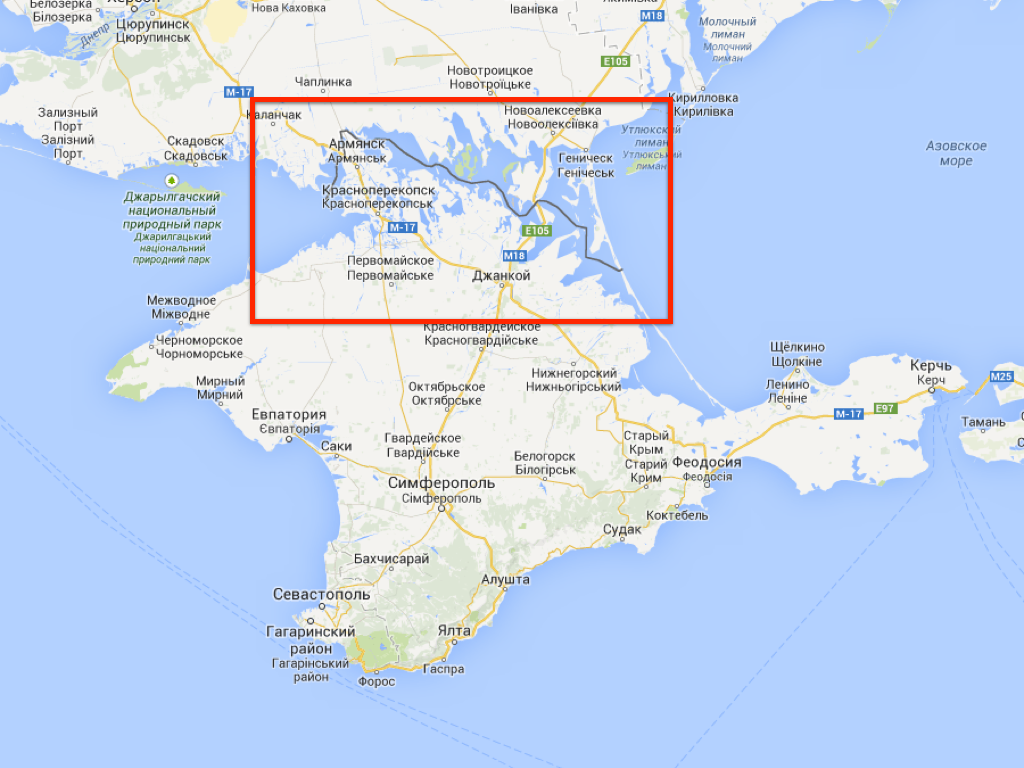 Белозерка
Білозерка
Херсон
Цюрупинск
Цюрупинськ
Днепр
Нова Каховка
Іванівка
M18
Молочный
лиман
Молочний
лиман
E105
Новотроицкое
Новотроїцьке
Чаплинка
M-17
Кирилловка
Кирилівка
Каланчак
Новоалексеевка
Новоолексіївка
Зализный
Порт
Залізний
Порт
Скадовск
Скадовськ
Армянск
Армянськ
Утлюкский
лиман
Утлюкський
лиман
Геническ
Генічеськ
Азовское
море
Джарылгачский
национальный
природный парк
Джарилгацький
національний
природний парк
Красноперекопск
Красноперекопськ
M-17
E105
M18
Первомайское
Первомайське
Джанкой
Межводное
Міжводне
Красногвардейское
Красногвардійське
Черноморское
Чорноморське
Щёлкино
Щолкіне
Керчь
Керч
M25
Мирный
Мирний
Октябрьское
Октябрське
Нижнегорский
Нижньогірський
Ленино
Леніне
M-17
E97
Тамань
Евпатория
Євпаторія
Саки
Гвардейское
Гвардійське
Старый
Крым
Старий
Крим
Белогорск
Білогірськ
Феодосия
Феодосія
Симферополь
Сімферополь
Коктебель
Судак
Бахчисарай
Алушта
Севастополь
Гагаринский
район
Гагарінський
район
Ялта
Гаспра
Форос